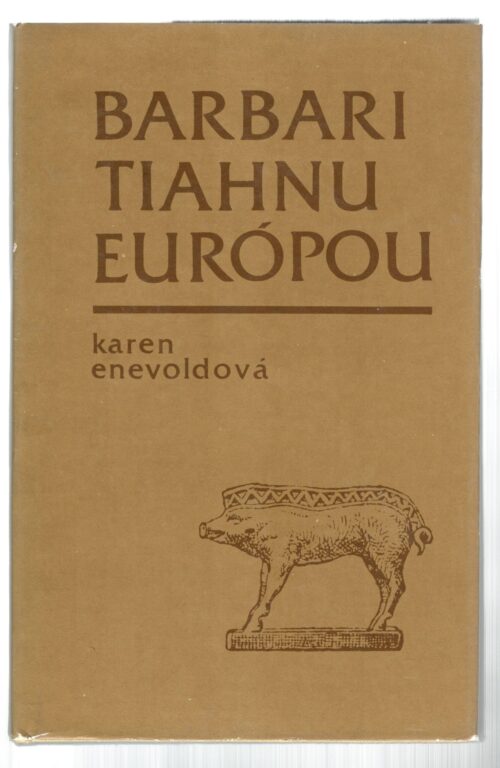 BARBARI
TIAHNU
EURÓPOU
karen
enevoldová